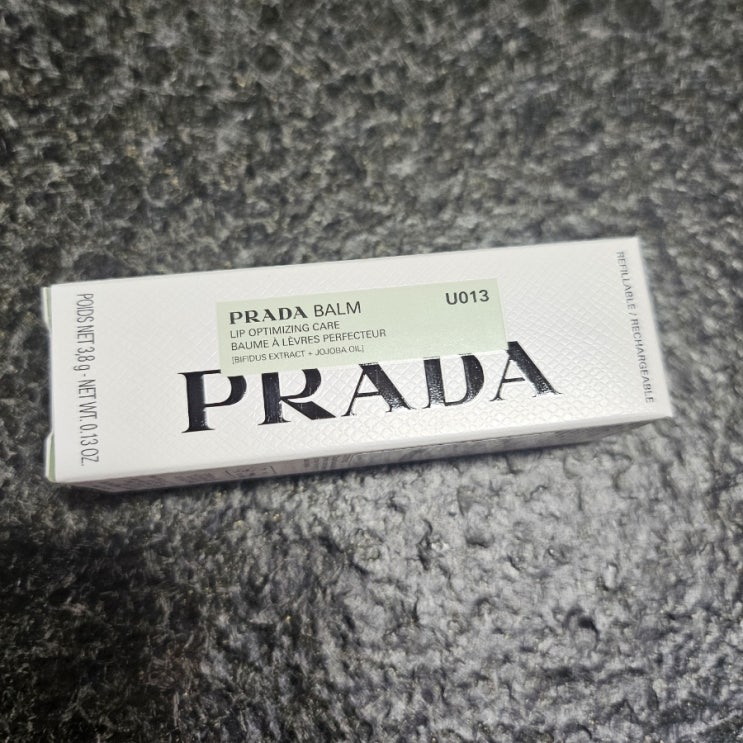 PRADA BALM
U013
LIP OPTIMIZING CARE
BAUME À LÈVRES PERFECTEUR
[BIFIDUS EXTRACT + JOJOBA OIL]
PRADA
POIDS NET 3,8 g - NET WT. 0.13 OZ.
REFILLABLE / RECHARGEABLE